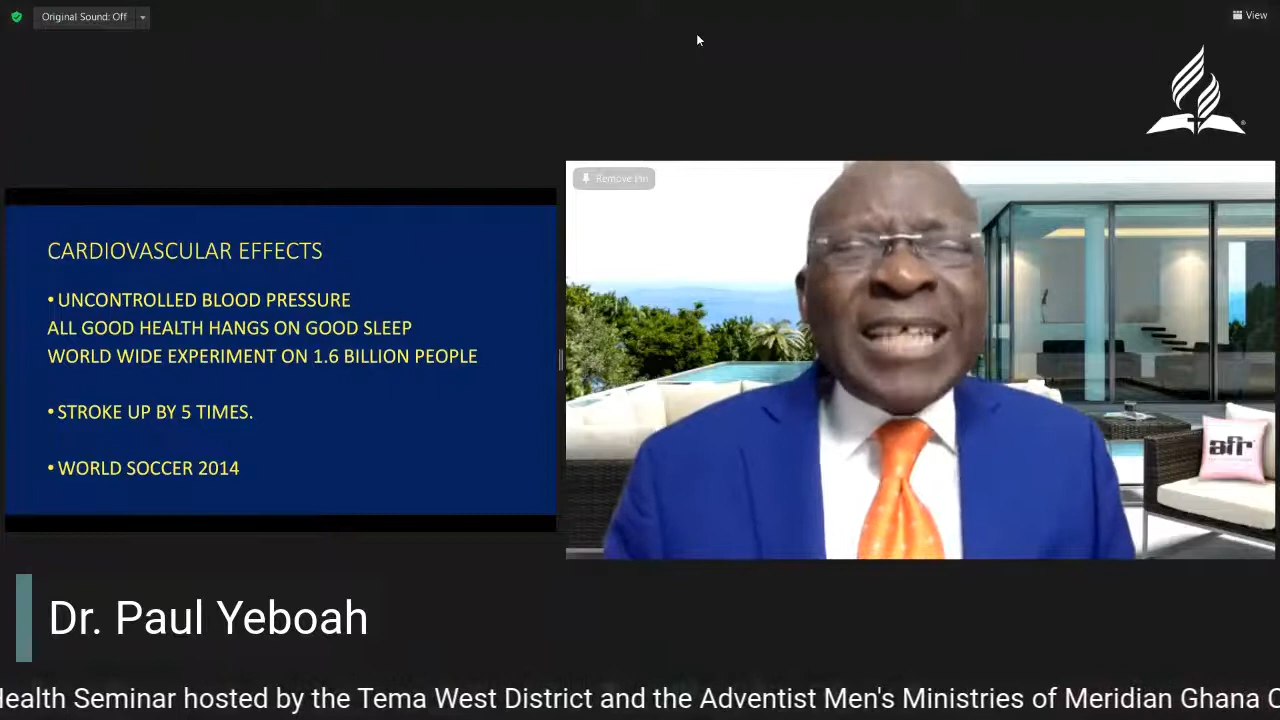 Original Sound: Off
View
Remove Pin
CARDIOVASCULAR EFFECTS
• UNCONTROLLED BLOOD PRESSURE
ALL GOOD HEALTH HANGS ON GOOD SLEEP
WORLD WIDE EXPERIMENT ON 1.6 BILLION PEOPLE
• STROKE UP BY 5 TIMES.
• WORLD SOCCER 2014
afr
Dr. Paul Yeboah
Health Seminar hosted by the Tema West District and the Adventist Men's Ministries of Meridian Ghana C